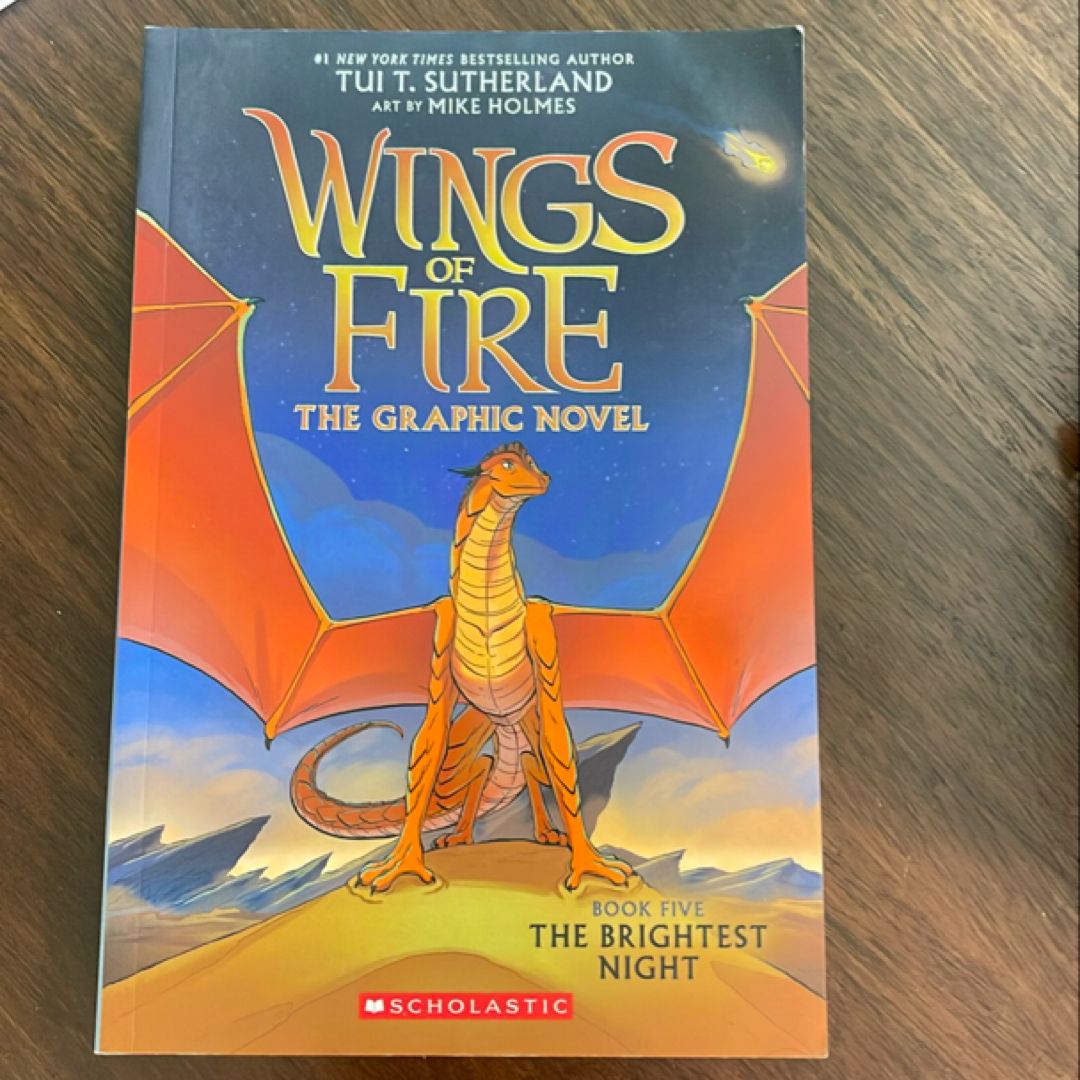 #1 NEW YORK TIMES BESTSELLING AUTHOR
TUI T. SUTHERLAND
ART BY MIKE HOLMES
WINGS
OF
FIRE
THE GRAPHIC NOVEL
BOOK FIVE
THE BRIGHTEST
NIGHT
SCHOLASTIC